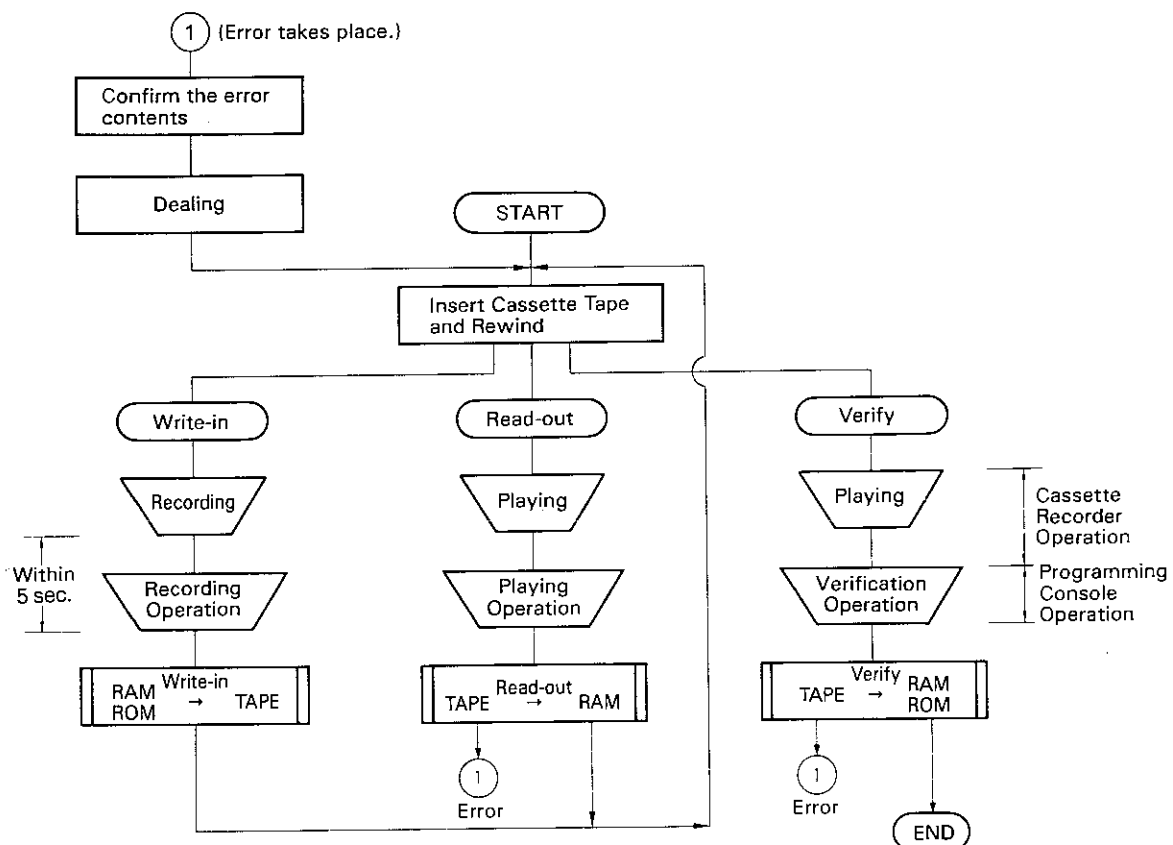 1 (Error takes place.)
Confirm the error
contents
Dealing
START
Insert Cassette Tape
and Rewind
Write-in
Read-out
Verify
Recording
Playing
Playing
Cassette
Recorder
Operation
Within
5 sec.
Recording
Operation
Playing
Operation
Verification
Operation
Programming
Console
Operation
Write-in
RAM → TAPE
ROM
Read-out
TAPE → RAM
Verify
TAPE → RAM
ROM
1
Error
1
Error
END